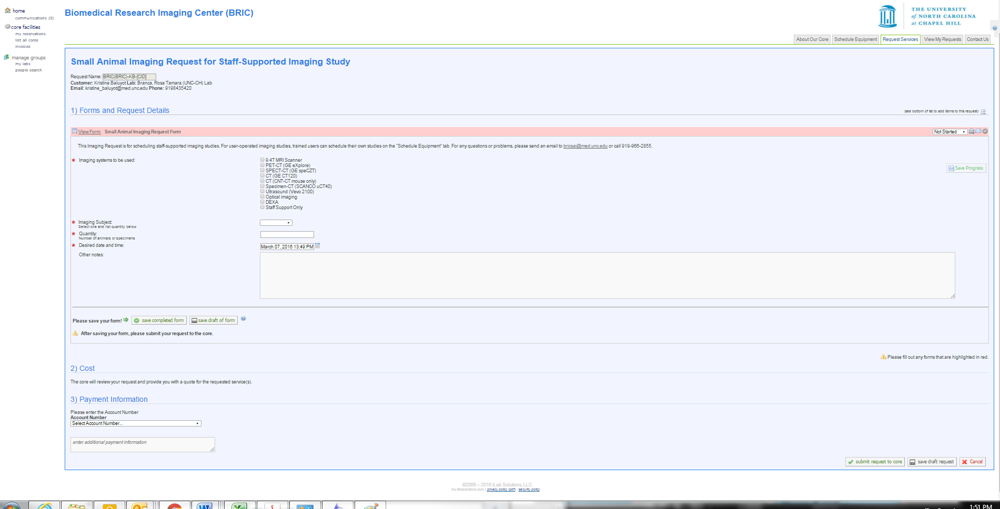 home
communications (0)
core facilities
my reservations
list all cores
invoices
manage groups
my labs
people search
Biomedical Research Imaging Center (BRIC)
THE UNIVERSITY
of NORTH CAROLINA
at CHAPEL HILL
About Our Core
Schedule Equipment
Request Services
View My Requests
Contact Us
Small Animal Imaging Request for Staff-Supported Imaging Study
Request Name: BRIC(BRIC)-KB-[CID]
Customer: Kristine Baluyot Lab: Branca, Rosa Tamara (UNC-CH) Lab
Email: kristine_baluyot@med.unc.edu Phone: 9198435420
1) Forms and Request Details
(see bottom of list to add items to this request)
View Form: Small Animal Imaging Request Form
Not Started
This Imaging Request is for scheduling staff-supported imaging studies. For user-operated imaging studies, trained users can schedule their own studies on the "Schedule Equipment" tab. For any questions or problems, please send an email to bricsai@med.unc.edu or call 919-966-2855.
Imaging systems to be used:
9.4T MRI Scanner
PET-CT (GE eXplore)
SPECT-CT (GE speCZT)
CT (GE CT120)
CT (CNT-CT mouse only)
Specimen-CT (SCANCO uCT40)
Ultrasound (Vevo 2100)
Optical imaging
DEXA
Staff Support Only
Save Progress
Imaging Subject:
Select one and list quantity below
Quantity:
Number of animals or specimens
Desired date and time:
March 07, 2016 13:49 PM
Other notes:
Please save your form!
save completed form
save draft of form
After saving your form, please submit your request to the core.
Please fill out any forms that are highlighted in red.
2) Cost
The core will review your request and provide you with a quote for the requested service(s).
3) Payment Information
Please enter the Account Number
Account Number
Select Account Number...
enter additional payment information
submit request to core
save draft request
Cancel
©2006 – 2016 iLab Solutions, LLC.
my.ilabsolutions.com | privacy policy (pdf) | security policy
1:51 PM